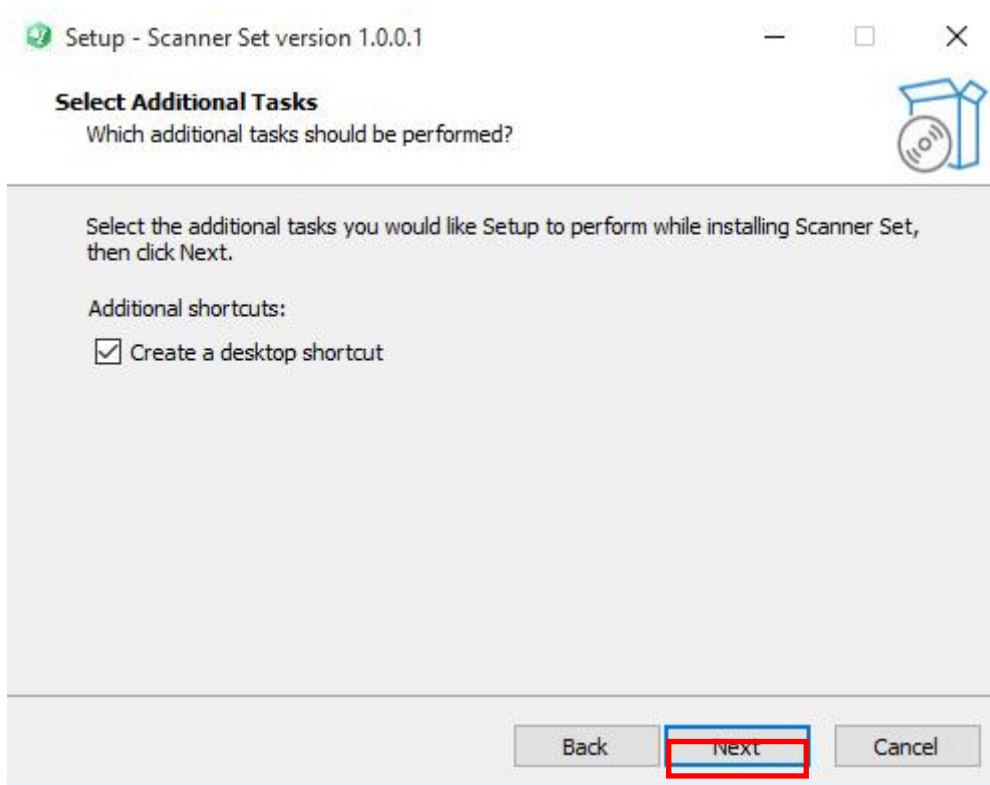 Setup - Scanner Set version 1.0.0.1
Select Additional Tasks
Which additional tasks should be performed?
Select the additional tasks you would like Setup to perform while installing Scanner Set,
then click Next.
Additional shortcuts:
Create a desktop shortcut
Back
Next
Cancel